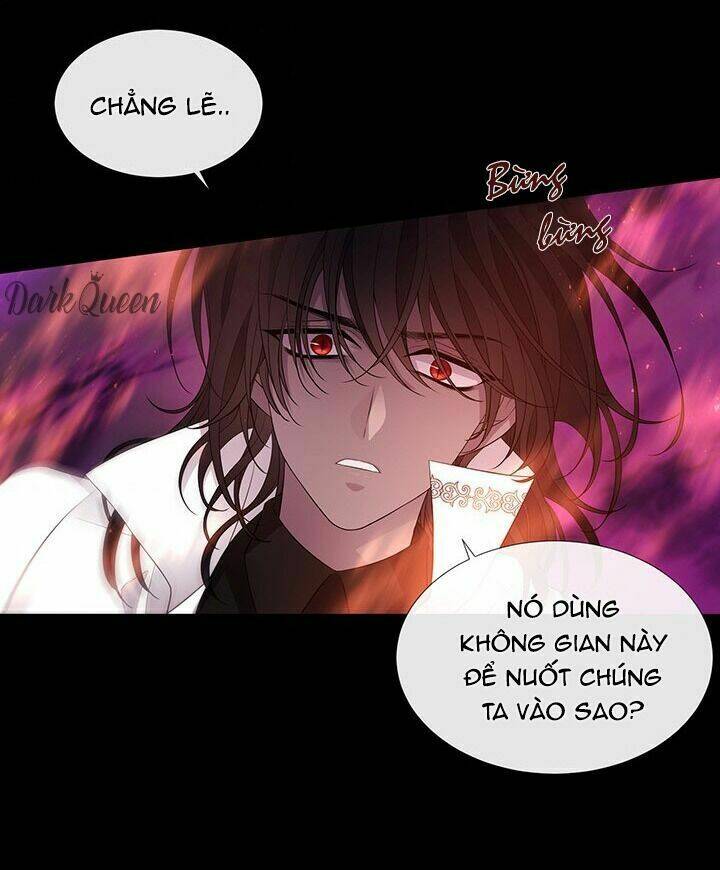 CHẲNG LẼ..
Bừng
bừng
DarkQueen
NÓ DÙNG
KHÔNG GIAN NÀY
ĐỂ NUỐT CHÚNG
TA VÀO SAO?